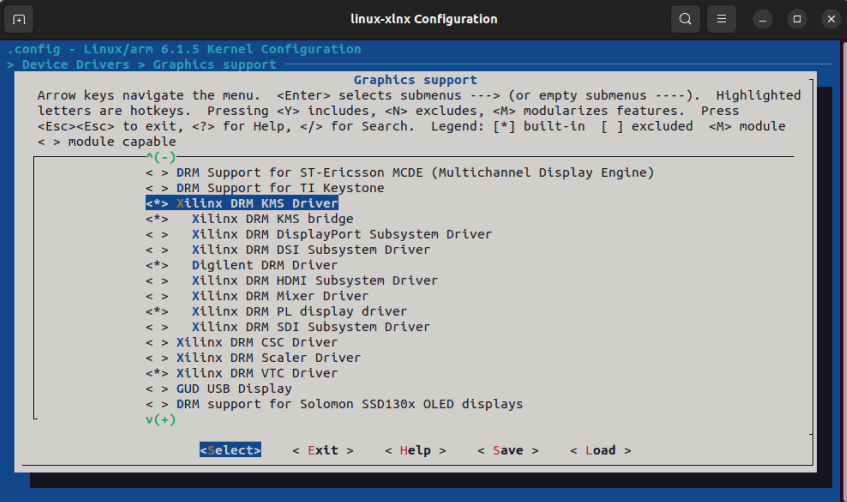 linux-xlnx Configuration
.config - Linux/arm 6.1.5 Kernel Configuration
> Device Drivers > Graphics support
Graphics support
Arrow keys navigate the menu.  <Enter> selects submenus ---> (or empty submenus ----).  Highlighted
letters are hotkeys.  Pressing <Y> includes, <N> excludes, <M> modularizes features.  Press
<Esc><Esc> to exit, <?> for Help, </> for Search.  Legend: [*] built-in  [ ] excluded  <M> module
< > module capable
^(-)
< > DRM Support for ST-Ericsson MCDE (Multichannel Display Engine)
< > DRM Support for TI Keystone
<*> Xilinx DRM KMS Driver
<*>   Xilinx DRM KMS bridge
< >   Xilinx DRM DisplayPort Subsystem Driver
< >   Xilinx DRM DSI Subsystem Driver
<*>   Digilent DRM Driver
< >   Xilinx DRM HDMI Subsystem Driver
< >   Xilinx DRM Mixer Driver
<*>   Xilinx DRM PL display driver
< >   Xilinx DRM SDI Subsystem Driver
< > Xilinx DRM CSC Driver
< > Xilinx DRM Scaler Driver
<*> Xilinx DRM VTC Driver
< > GUD USB Display
< > DRM support for Solomon SSD130x OLED displays
v(+)
<Select>    < Exit >    < Help >    < Save >    < Load >